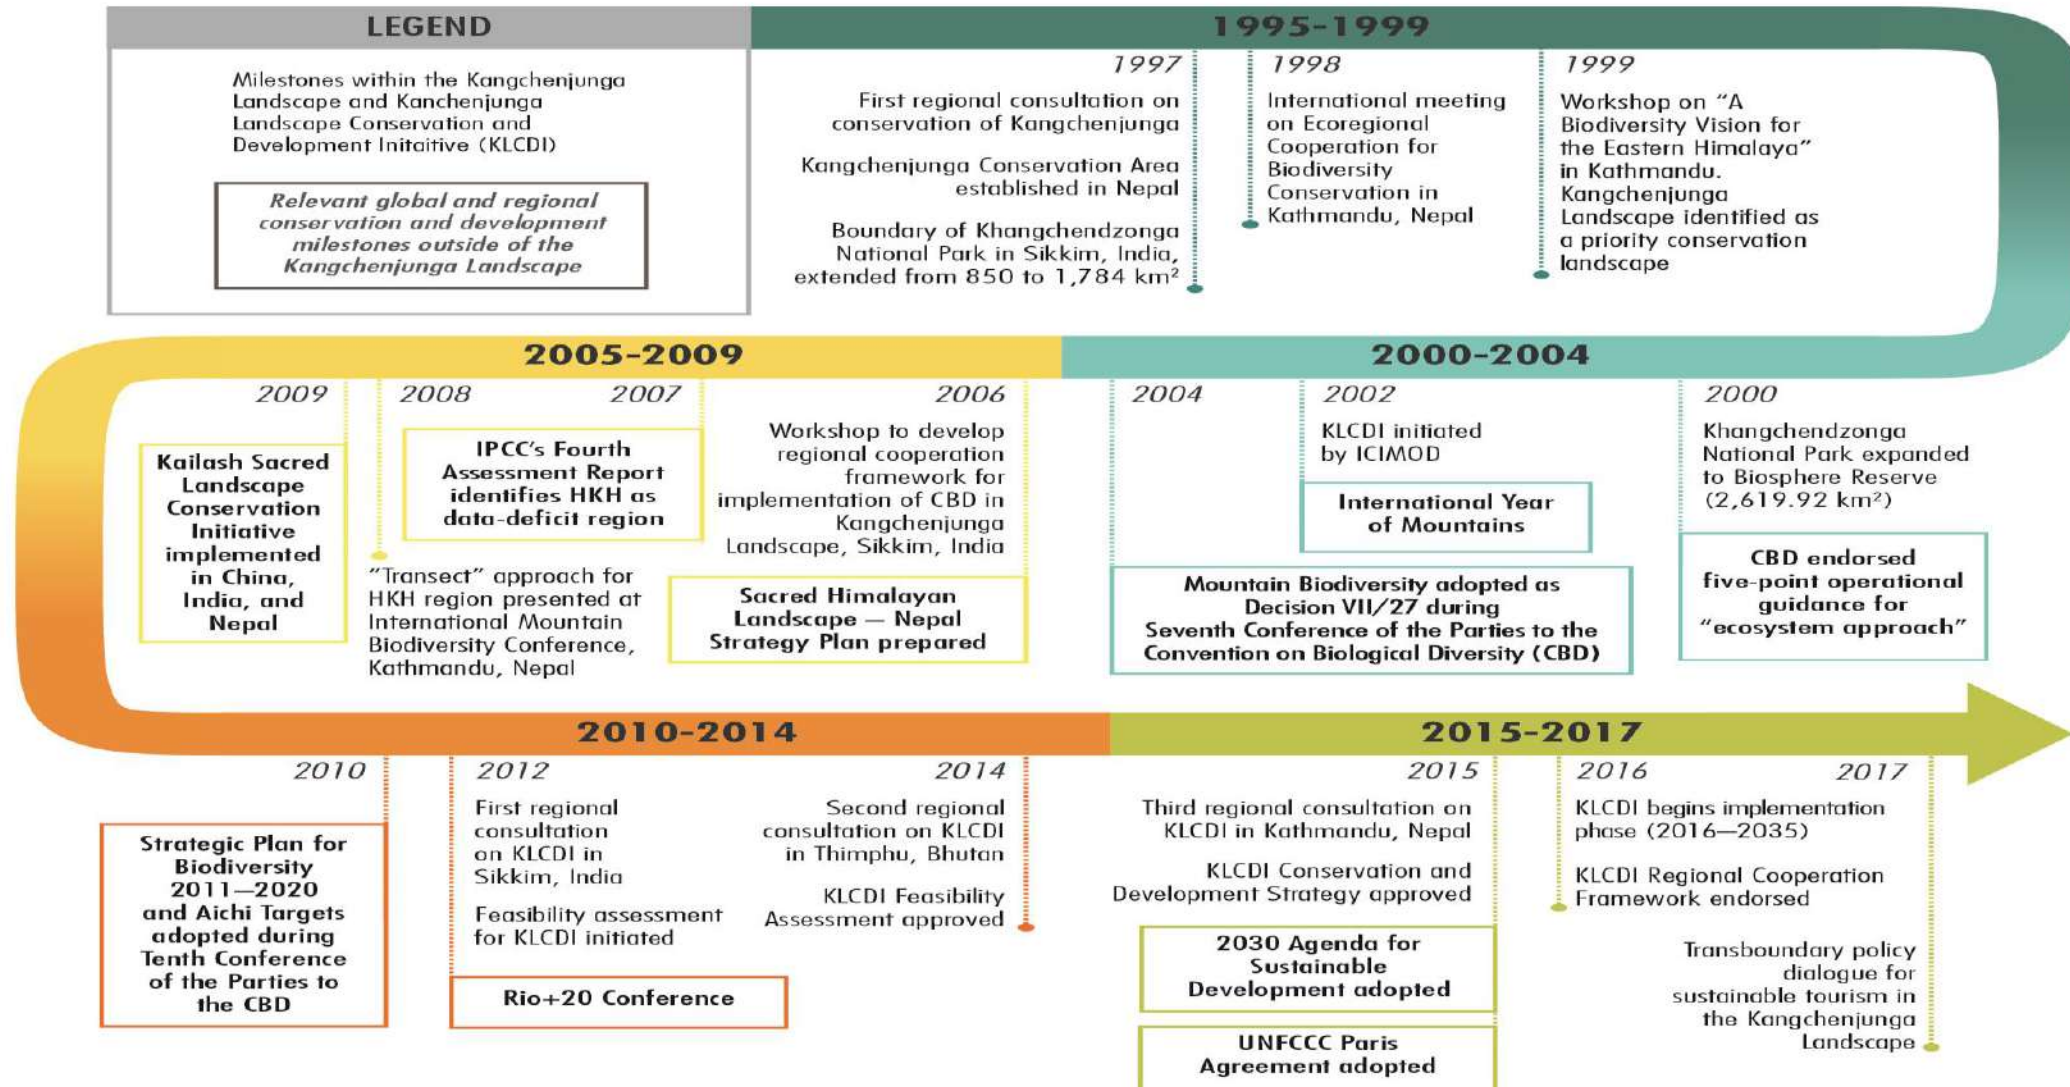 LEGEND
Milestones within the Kangchenjunga
Landscape and Kanchenjunga
Landscape Conservation and
Development Initaitive (KLCDI)
Relevant global and regional
conservation and development
milestones outside of the
Kangchenjunga Landscape
1995-1999
1997
First regional consultation on
conservation of Kangchenjunga
Kangchenjunga Conservation Area
established in Nepal
Boundary of Khangchendzonga
National Park in Sikkim, India,
extended from 850 to 1,784 km²
1998
International meeting
on Ecoregional
Cooperation for
Biodiversity
Conservation in
Kathmandu, Nepal
1999
Workshop on "A
Biodiversity Vision for
the Eastern Himalaya"
in Kathmandu.
Kangchenjunga
Landscape identified as
a priority conservation
landscape
2000-2004
2000
Khangchendzonga
National Park expanded
to Biosphere Reserve
(2,619.92 km²)
CBD endorsed
five-point operational
guidance for
"ecosystem approach"
2002
KLCDI initiated
by ICIMOD
International Year
of Mountains
2004
Mountain Biodiversity adopted as
Decision VII/27 during
Seventh Conference of the Parties to the
Convention on Biological Diversity (CBD)
2005-2009
2006
Workshop to develop
regional cooperation
framework for
implementation of CBD in
Kangchenjunga
Landscape, Sikkim, India
Sacred Himalayan
Landscape — Nepal
Strategy Plan prepared
2007
IPCC's Fourth
Assessment Report
identifies HKH as
data-deficit region
2008
"Transect" approach for
HKH region presented at
International Mountain
Biodiversity Conference,
Kathmandu, Nepal
2009
Kailash Sacred
Landscape
Conservation
Initiative
implemented
in China,
India, and
Nepal
2010-2014
2010
Strategic Plan for
Biodiversity
2011—2020
and Aichi Targets
adopted during
Tenth Conference
of the Parties to
the CBD
2012
First regional
consultation
on KLCDI in
Sikkim, India
Feasibility assessment
for KLCDI initiated
Rio+20 Conference
2014
Second regional
consultation on KLCDI
in Thimphu, Bhutan
KLCDI Feasibility
Assessment approved
2015-2017
2015
Third regional consultation on
KLCDI in Kathmandu, Nepal
KLCDI Conservation and
Development Strategy approved
2030 Agenda for
Sustainable
Development adopted
UNFCCC Paris
Agreement adopted
2016
KLCDI begins implementation
phase (2016—2035)
KLCDI Regional Cooperation
Framework endorsed
2017
Transboundary policy
dialogue for
sustainable tourism in
the Kangchenjunga
Landscape